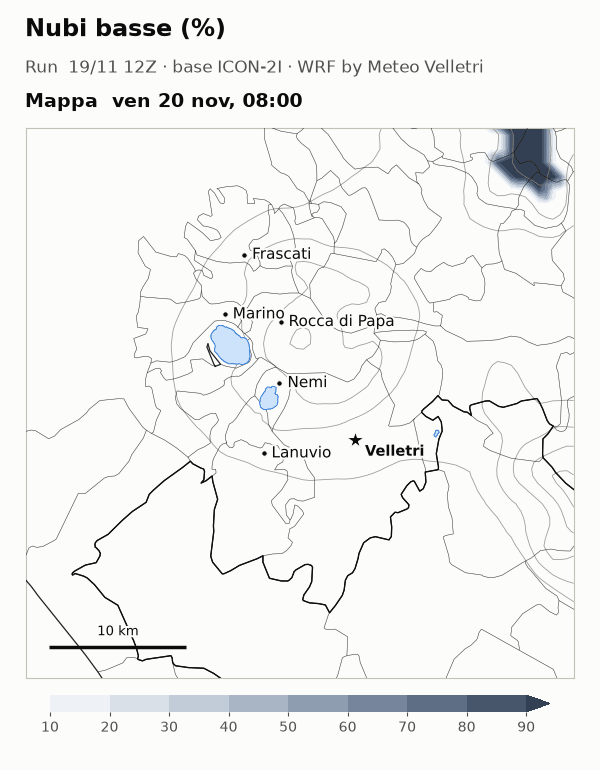 Nubi basse (%)
Run  19/11 12Z · base ICON-2I · WRF by Meteo Velletri
Mappa  ven 20 nov, 08:00
Frascati
Marino
Rocca di Papa
Nemi
Velletri
Lanuvio
10 km
10 20 30 40 50 60 70 80 90